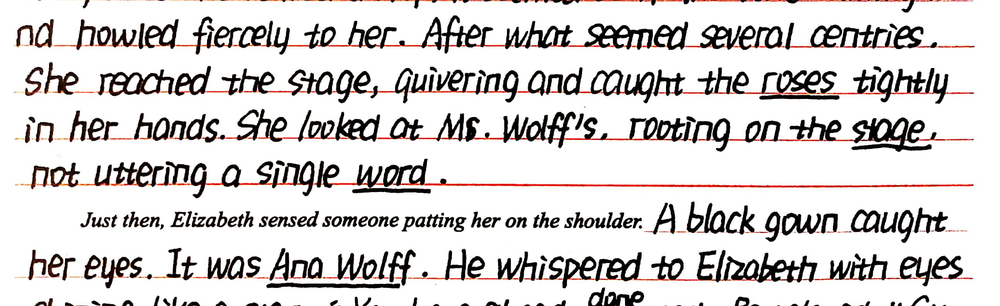 nd howled fiercely to her. After what seemed several centries.
She reached the stage, quivering and caught the roses tightly
in her hands. She looked at Ms. Wolff's, rooting on the stage,
not uttering a single word.
Just then, Elizabeth sensed someone patting her on the shoulder. A black gown caught
her eyes. It was Ana Wolff. He whispered to Elizabeth with eyes
done